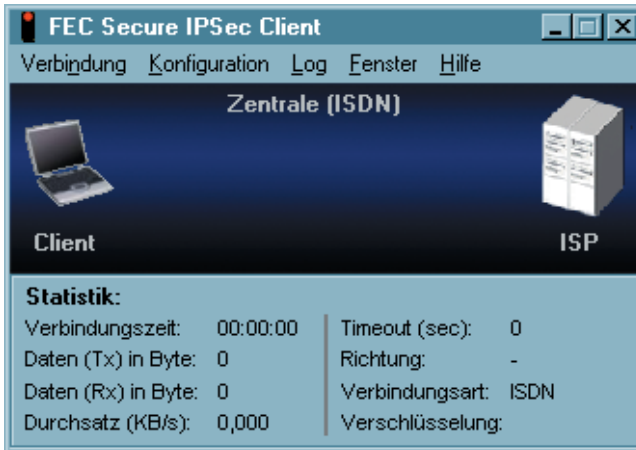 FEC Secure IPSec Client
Verbindung Konfiguration Log Fenster Hilfe
Zentrale (ISDN)
Client ISP
Statistik:
Verbindungszeit: 00:00:00 Timeout (sec): 0
Daten (Tx) in Byte: 0 Richtung: -
Daten (Rx) in Byte: 0 Verbindungsart: ISDN
Durchsatz (KB/s): 0,000 Verschlüsselung: